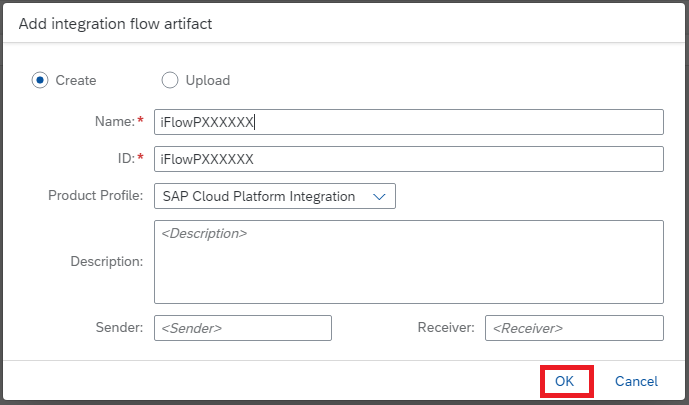 Add integration flow artifact
Create Upload
Name:* iFlowPXXXXXX
ID:* iFlowPXXXXXX
Product Profile: SAP Cloud Platform Integration
Description: <Description>
Sender: <Sender> Receiver: <Receiver>
OK Cancel